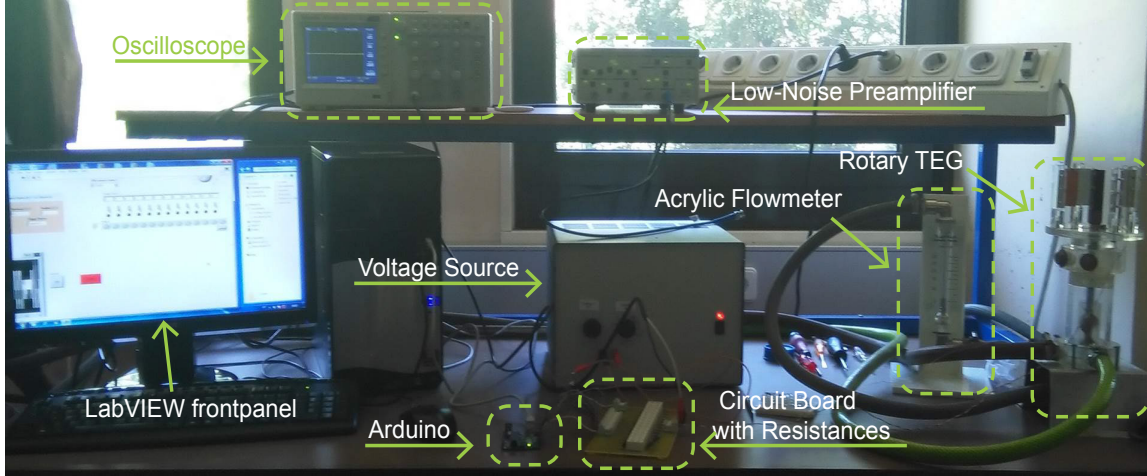 Oscilloscope
Low-Noise Preamplifier
Rotary TEG
Acrylic Flowmeter
Voltage Source
LabVIEW frontpanel
Arduino
Circuit Board
with Resistances